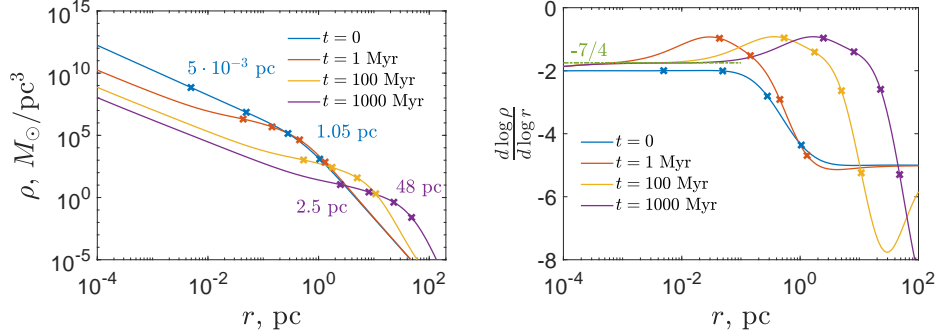 10^15
10^10
10^5
10^0
10^-5
ρ, M_⊙/pc^3
5 · 10^-3 pc
t = 0
t = 1 Myr
t = 100 Myr
t = 1000 Myr
1.05 pc
2.5 pc
48 pc
10^-4
10^-2
10^0
10^2
r, pc
0
-2
-4
-6
-8
d log ρ
d log r
-7/4
t = 0
t = 1 Myr
t = 100 Myr
t = 1000 Myr
10^-4
10^-2
10^0
10^2
r, pc